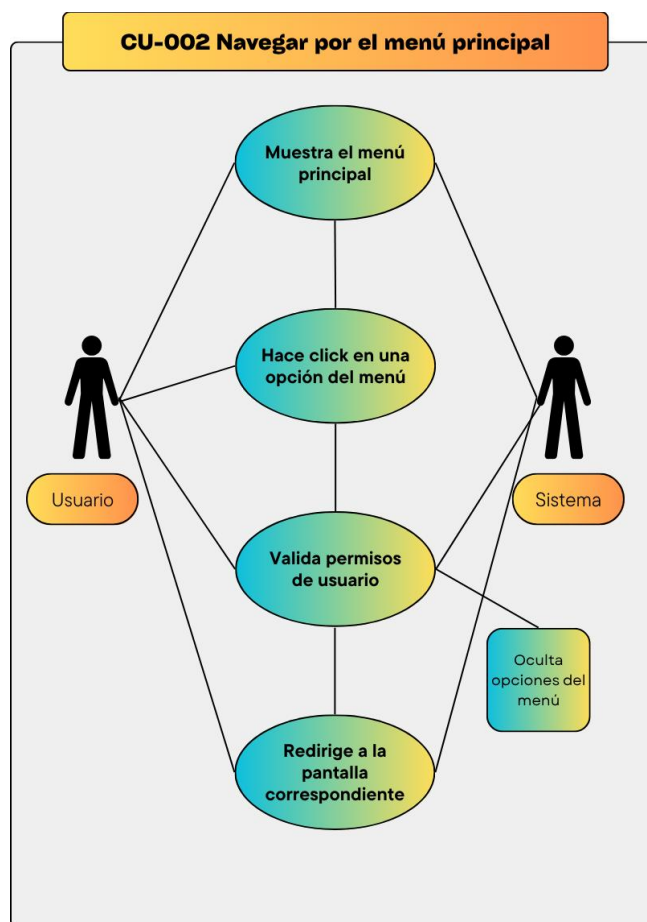 CU-002 Navegar por el menú principal
Muestra el menú
principal
Hace click en una
opción del menú
Usuario
Sistema
Valida permisos
de usuario
Oculta
opciones del
menú
Redirige a la
pantalla
correspondiente